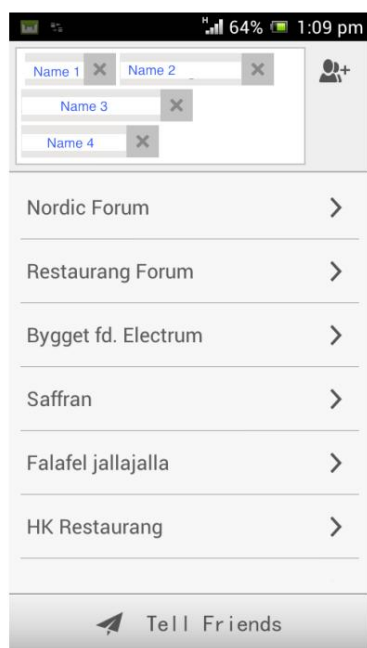 H 64% 1:09 pm
Name 1 Name 2
Name 3
Name 4
Nordic Forum
Restaurang Forum
Bygget fd. Electrum
Saffran
Falafel jallajalla
HK Restaurang
Tell Friends